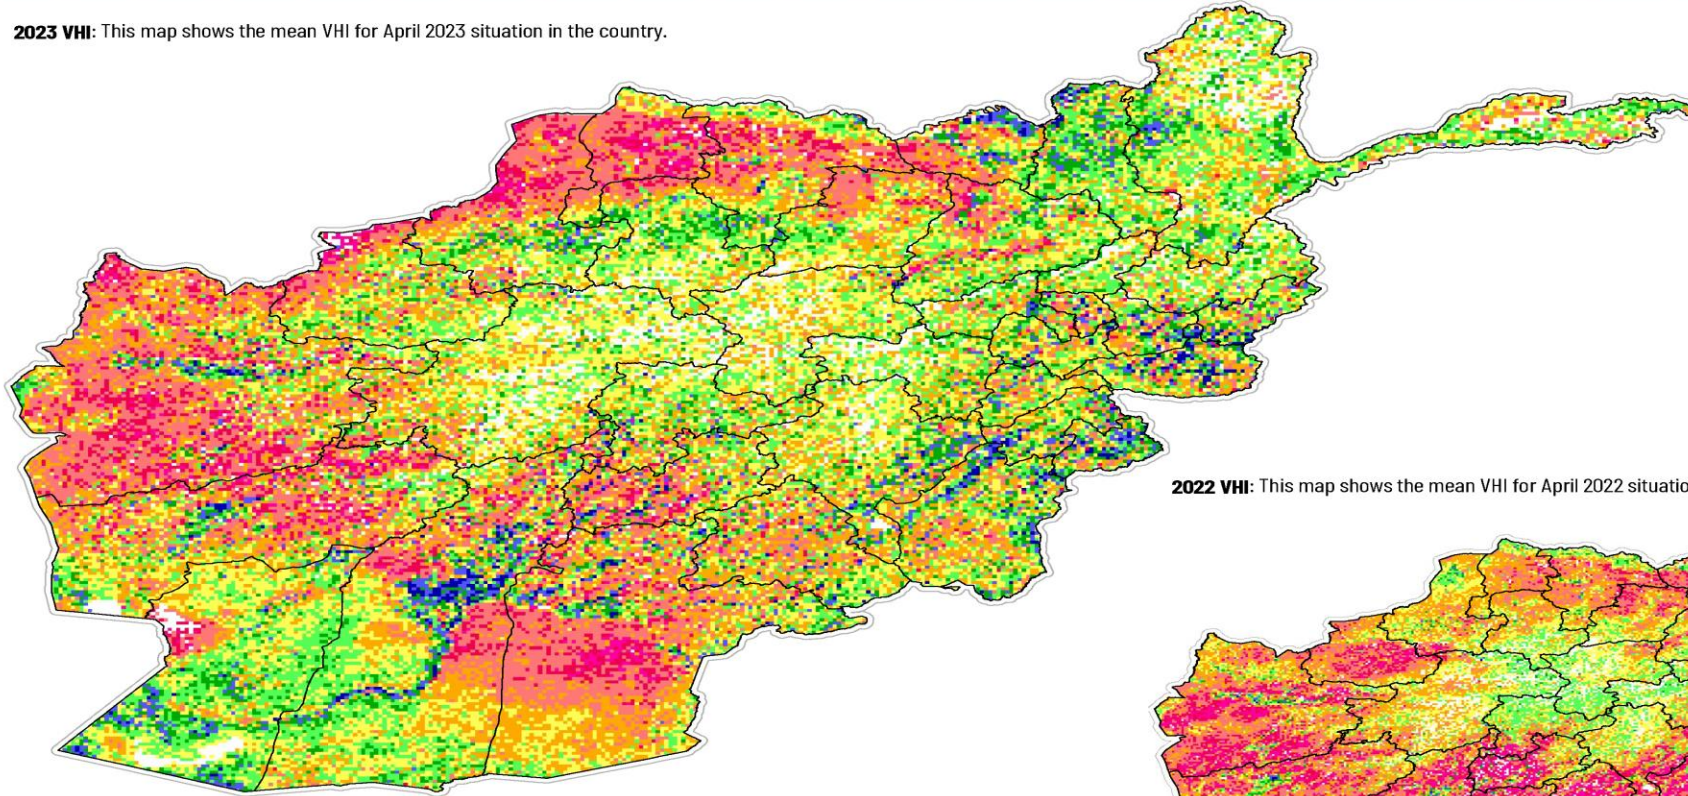 2023 VHI: This map shows the mean VHI for April 2023 situation in the country.
2022 VHI: This map shows the mean VHI for April 2022